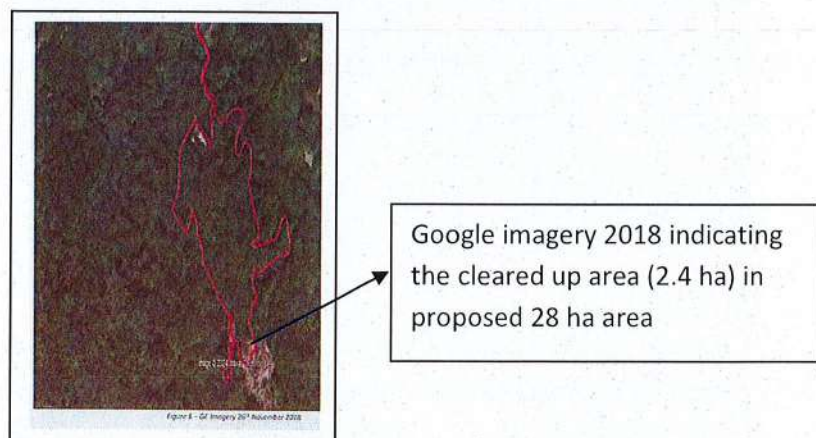 Google imagery 2018 indicating
the cleared up area (2.4 ha) in
proposed 28 ha area
Figure 6 – GE Imagery 26th November 2018